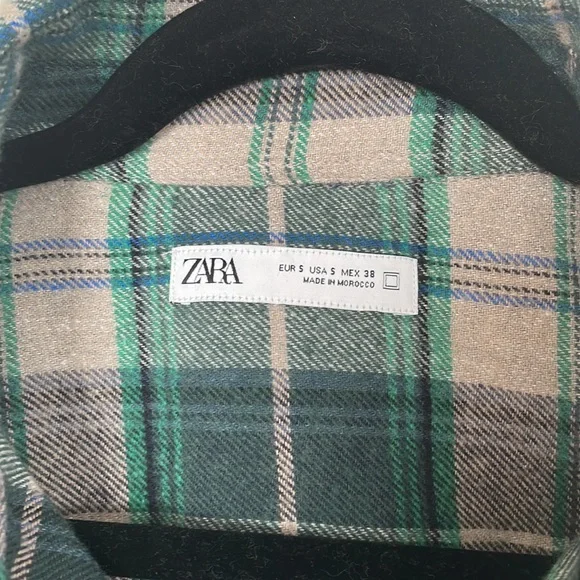 ZARA
EUR S USA S MEX 38
MADE IN MOROCCO